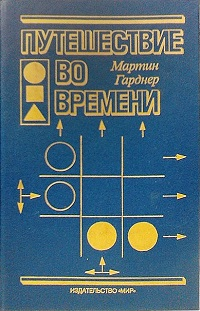 ПУТЕШЕСТВИЕ
ВО
Мартин
Гарднер
ВРЕМЕНИ
ИЗДАТЕЛЬСТВО «МИР»